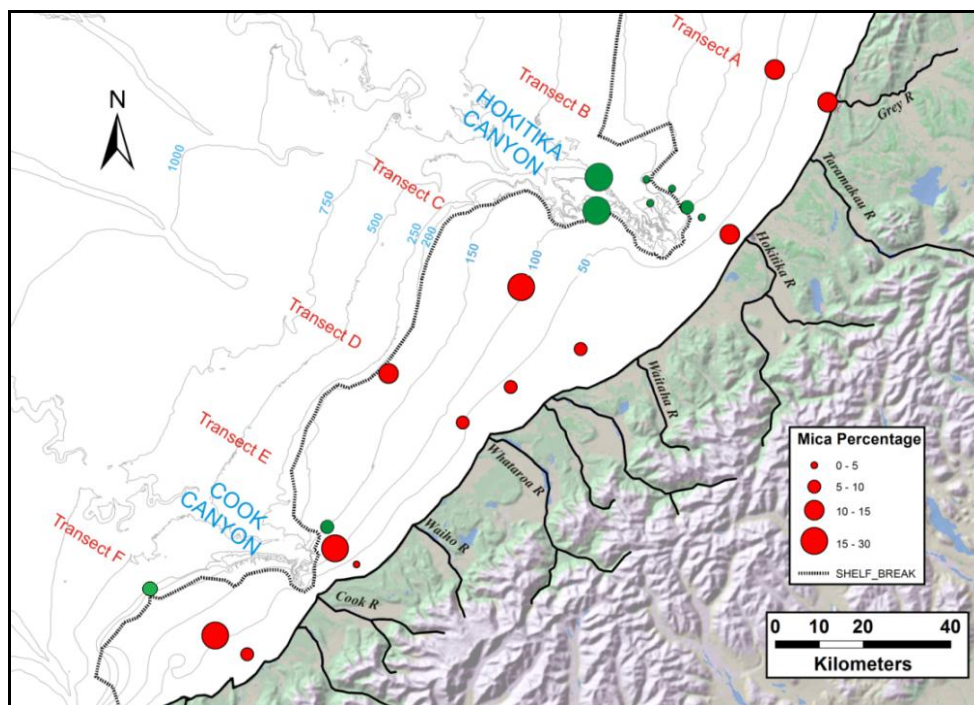 Transect A
Grey R
N
Transect B
HOKITIKA
CANYON
Taramakau R
1000
750
500
250
200
150
100
50
Transect C
Hokitika R
Transect D
Waitaha R
Transect E
Whataroa R
COOK
CANYON
Waiho R
Transect F
Cook R
Mica Percentage
0 - 5
5 - 10
10 - 15
15 - 30
SHELF_BREAK
0 10 20 40
Kilometers